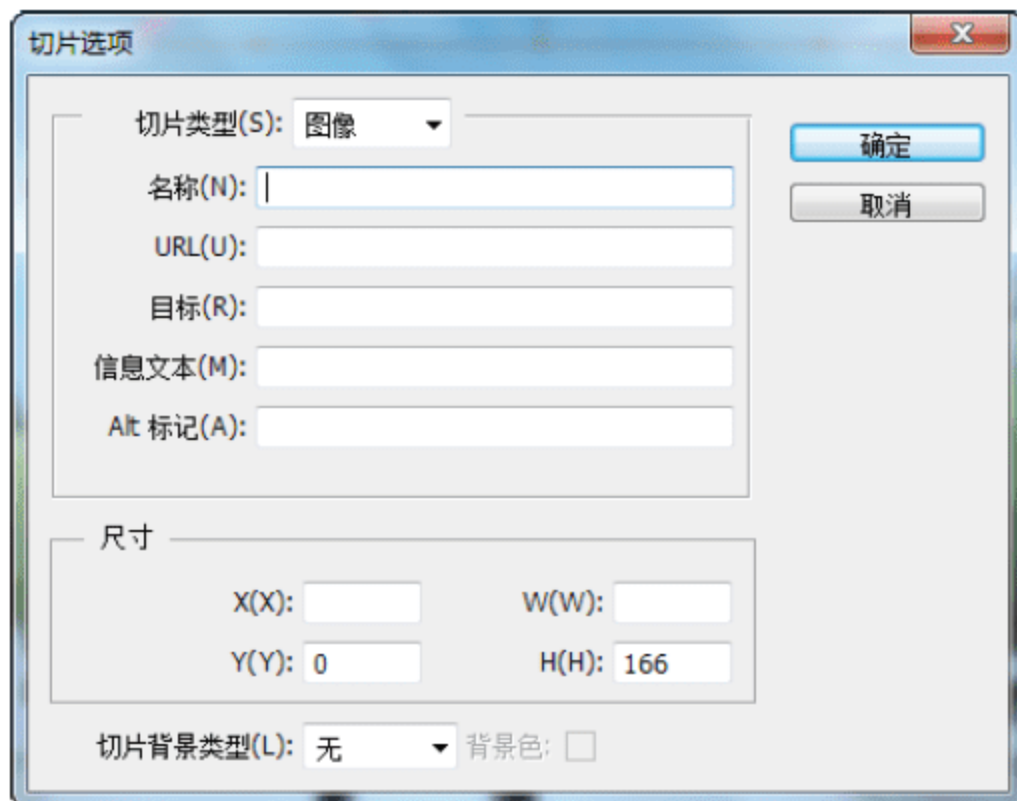 切片选项
切片类型(S): 图像
确定
名称(N):
取消
URL(U):
目标(R):
信息文本(M):
Alt 标记(A):
尺寸
X(X): W(W):
Y(Y): 0 H(H): 166
切片背景类型(L): 无 背景色: